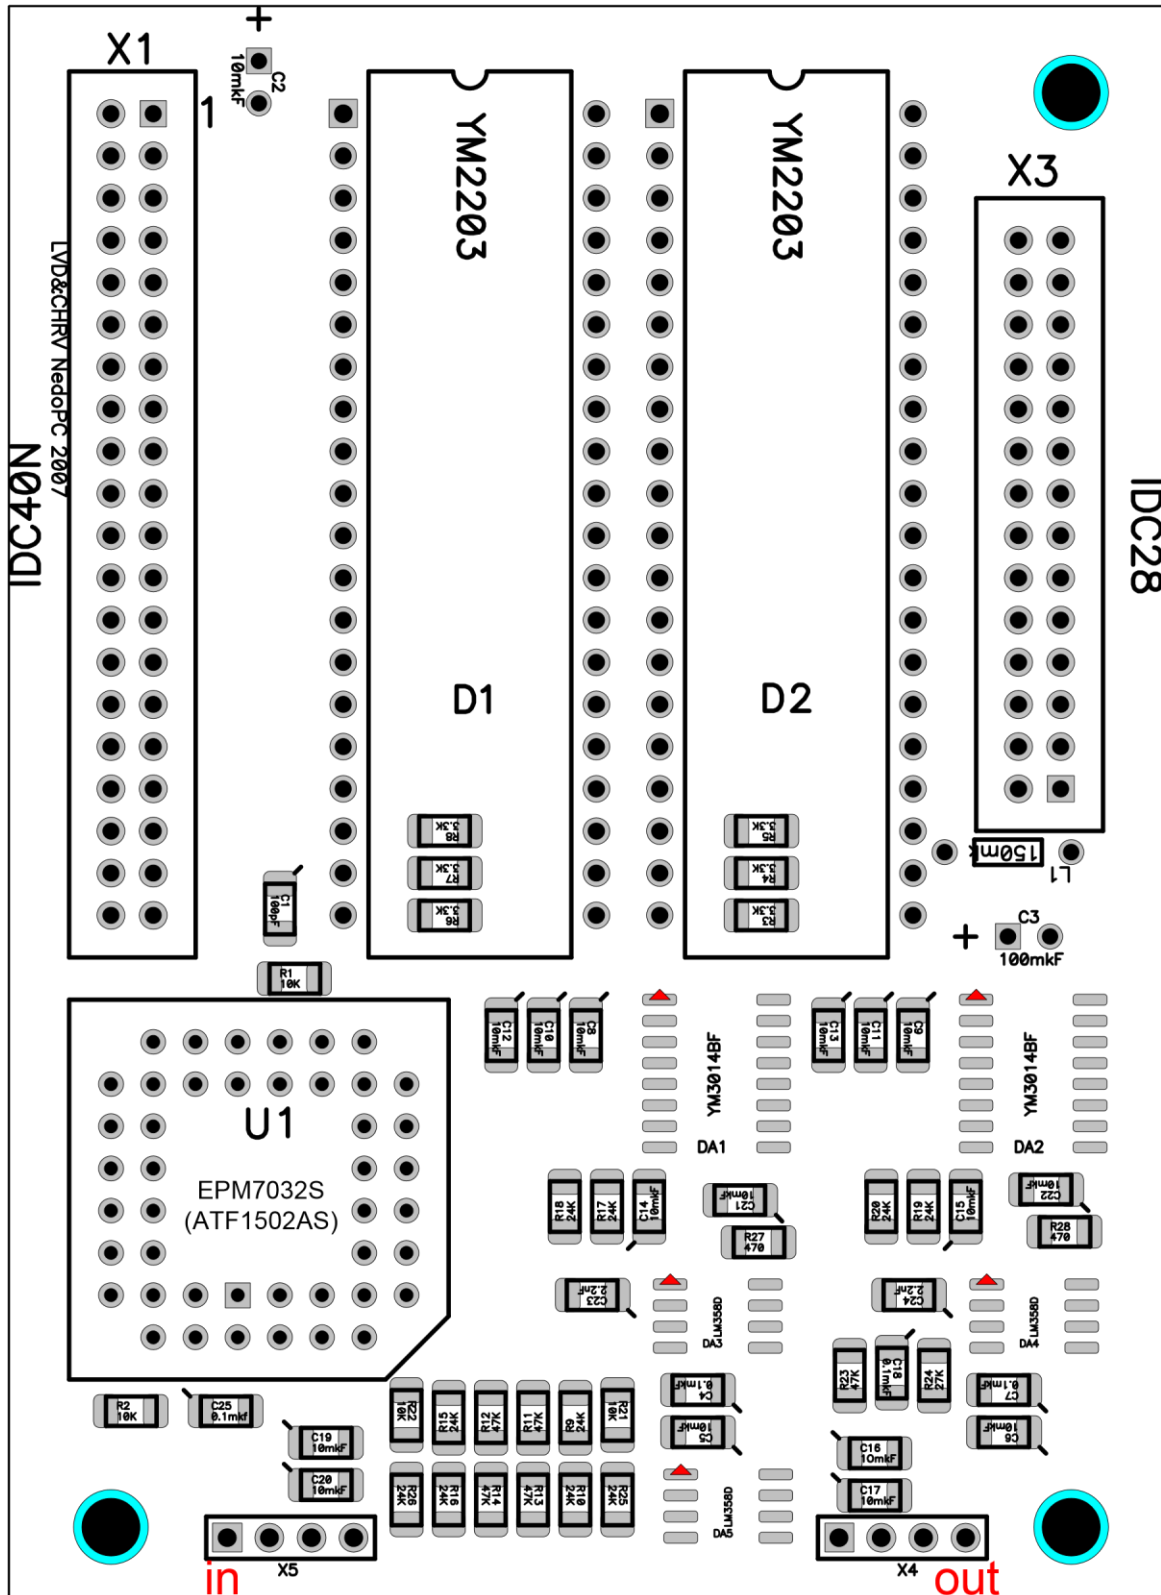 +
X1
10mkF
C2
1
YM2203
YM2203
X3
LVD&CHRV NedoPC 2007
IDC40N
IDC28
D1
D2
R8
3.3K
R7
3.3K
R6
3.3K
R5
3.3K
R4
3.3K
R3
3.3K
L1
C1
100pF
R1
10K
+
C3
100mkF
C12
10mkF
C10
10mkF
C8
10mkF
YM3014BF
DA1
C13
10mkF
C11
10mkF
C9
10mkF
YM3014BF
DA2
U1
EPM7032S
(ATF1502AS)
R18
24K
R17
24K
C14
10mkF
C21
10mkF
R27
470
R20
24K
R19
24K
C15
10mkF
C22
10mkF
R28
470
C23
2.2nF
LM358D
C24
2.2nF
DA4
LM358D
R23
47K
C18
0.1mkF
R24
27K
C4
0.1mkF
C5
10mkF
C7
0.1mkF
C6
10mkF
R2
10K
C25
0.1mkf
C19
10mkF
C20
10mkF
R22
10K
R15
24K
R12
47K
R11
47K
R9
24K
R21
10K
R26
24K
R16
24K
R14
47K
R13
47K
R10
24K
R25
24K
DA5
LM358D
C16
10mkF
C17
10mkF
X5
in
X4
out